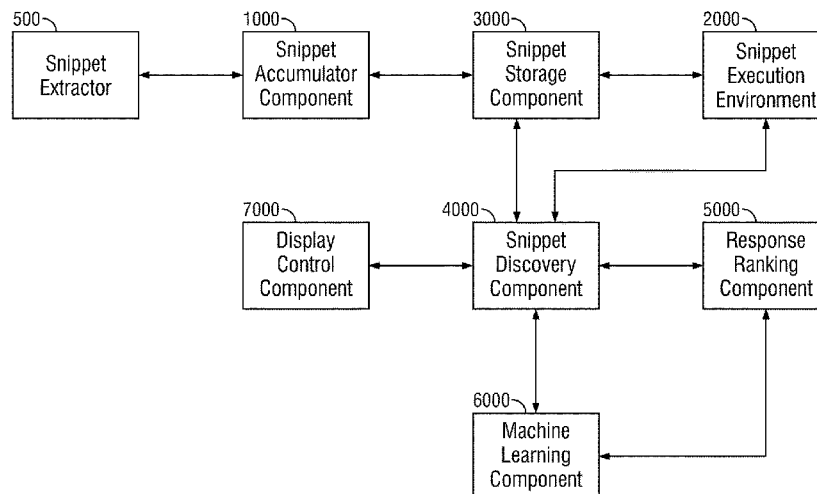 500
Snippet
Extractor
1000
Snippet
Accumulator
Component
3000
Snippet
Storage
Component
2000
Snippet
Execution
Environment
7000
Display
Control
Component
4000
Snippet
Discovery
Component
5000
Response
Ranking
Component
6000
Machine
Learning
Component